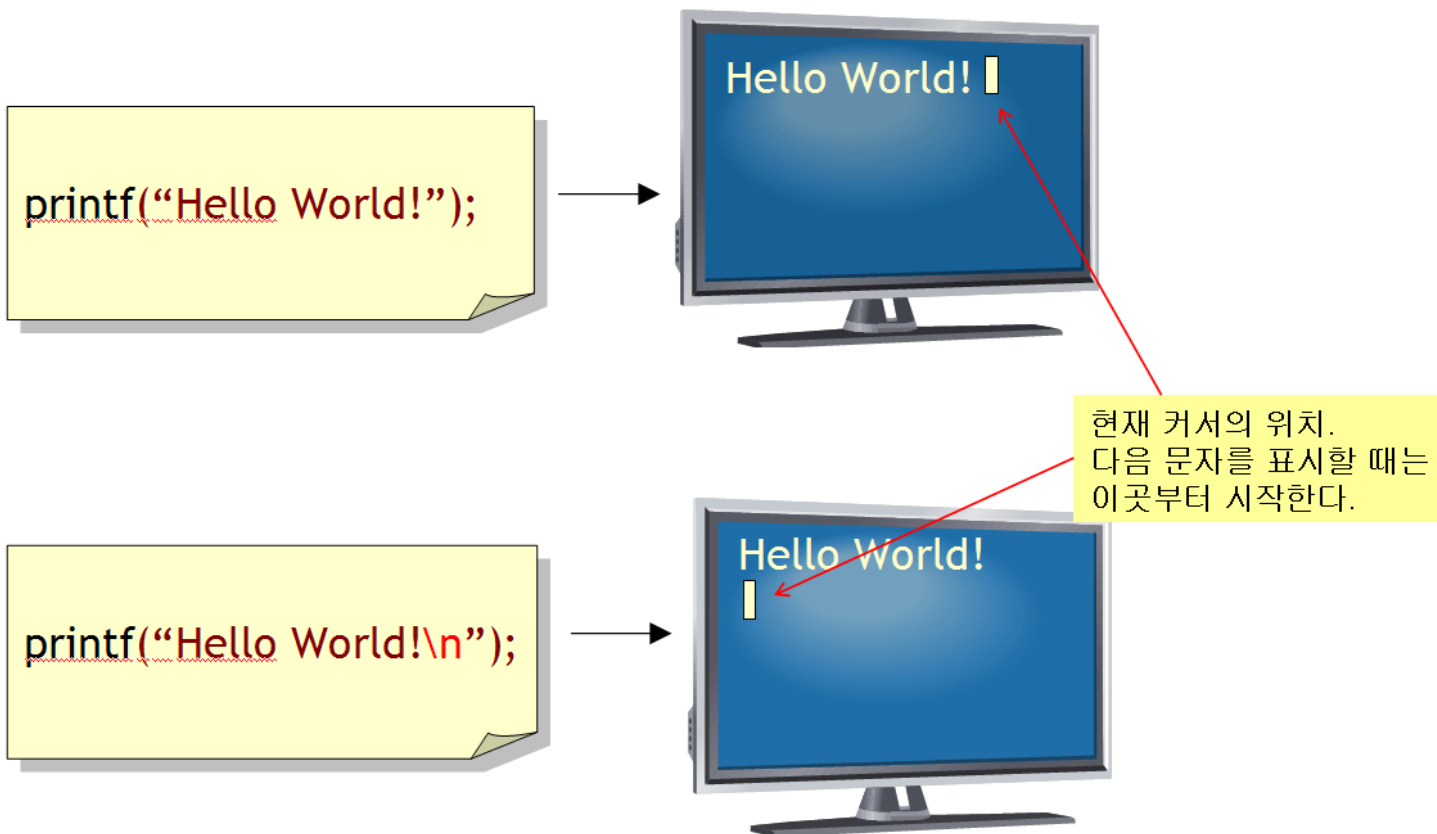 printf(“Hello World!”);
Hello World!
현재 커서의 위치.
다음 문자를 표시할 때는
이곳부터 시작한다.
printf(“Hello World!\n”);
Hello World!